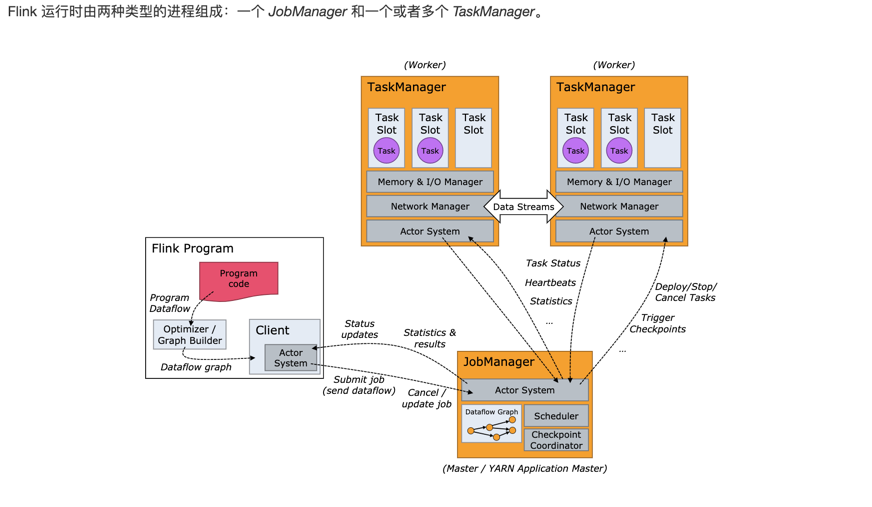 Flink 运行时由两种类型的进程组成：一个 JobManager 和一个或者多个 TaskManager。
(Worker)
(Worker)
TaskManager
TaskManager
Task
Slot
Task
Slot
Task
Slot
Task
Slot
Task
Slot
Task
Slot
Task
Task
Task
Task
Memory & I/O Manager
Memory & I/O Manager
Network Manager
Data Streams
Network Manager
Actor System
Actor System
Flink Program
Program
code
Program
Dataflow
Optimizer /
Graph Builder
Client
Actor
System
Dataflow graph
Status
updates
Statistics &
results
Submit job
(send dataflow)
Cancel /
update job
Task Status
Heartbeats
Statistics
...
Deploy/Stop/
Cancel Tasks
Trigger
Checkpoints
...
JobManager
Actor System
Dataflow Graph
Scheduler
Checkpoint
Coordinator
(Master / YARN Application Master)